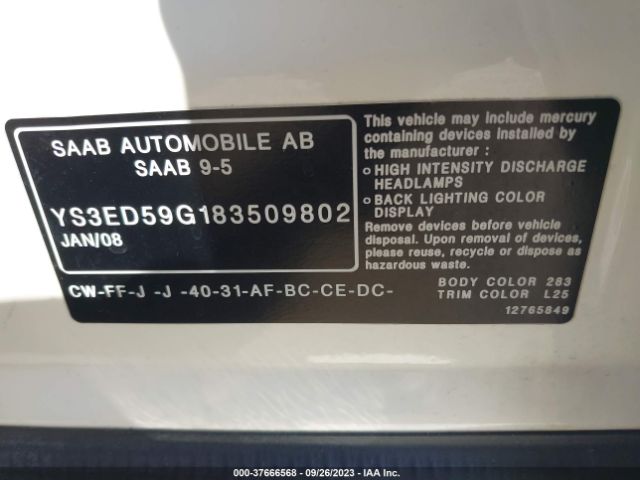 SAAB AUTOMOBILE AB
SAAB 9-5
YS3ED59G183509802
JAN/08
CW-FF-J -J -40-31-AF-BC-CE-DC-
This vehicle may include mercury
containing devices installed by
the manufacturer :
HIGH INTENSITY DISCHARGE
HEADLAMPS
BACK LIGHTING COLOR
DISPLAY
Remove devices before vehicle
disposal. Upon removal of devices,
please reuse, recycle or dispose as
hazardous waste.
BODY COLOR 283
TRIM COLOR L25
12765849
000-37666568 - 09/26/2023 - IAA Inc.